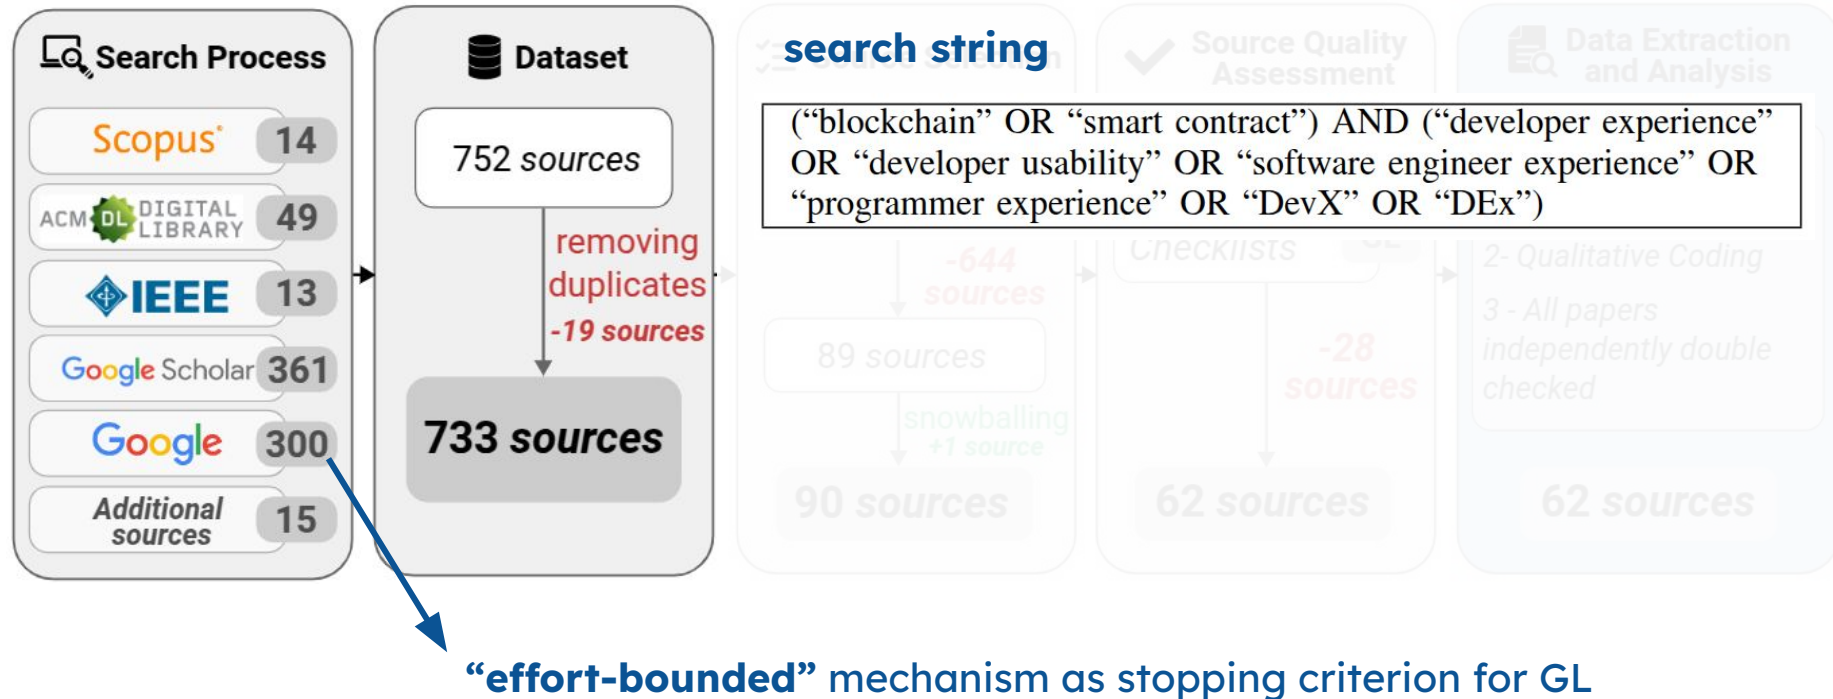 Search Process
Scopus 14
ACM DL DIGITAL LIBRARY 49
IEEE 13
Google Scholar 361
Google 300
Additional
sources 15
Dataset
752 sources
removing
duplicates
-19 sources
733 sources
search string
("blockchain" OR "smart contract") AND ("developer experience"
OR "developer usability" OR "software engineer experience" OR
"programmer experience" OR "DevX" OR "DEx")
-644
sources
89 sources
snowballing
+1 source
90 sources
Source Quality
Assessment
Checklists
-28
sources
62 sources
Data Extraction
and Analysis
2- Qualitative Coding
3 - All papers
independently double
checked
62 sources
“effort-bounded” mechanism as stopping criterion for GL